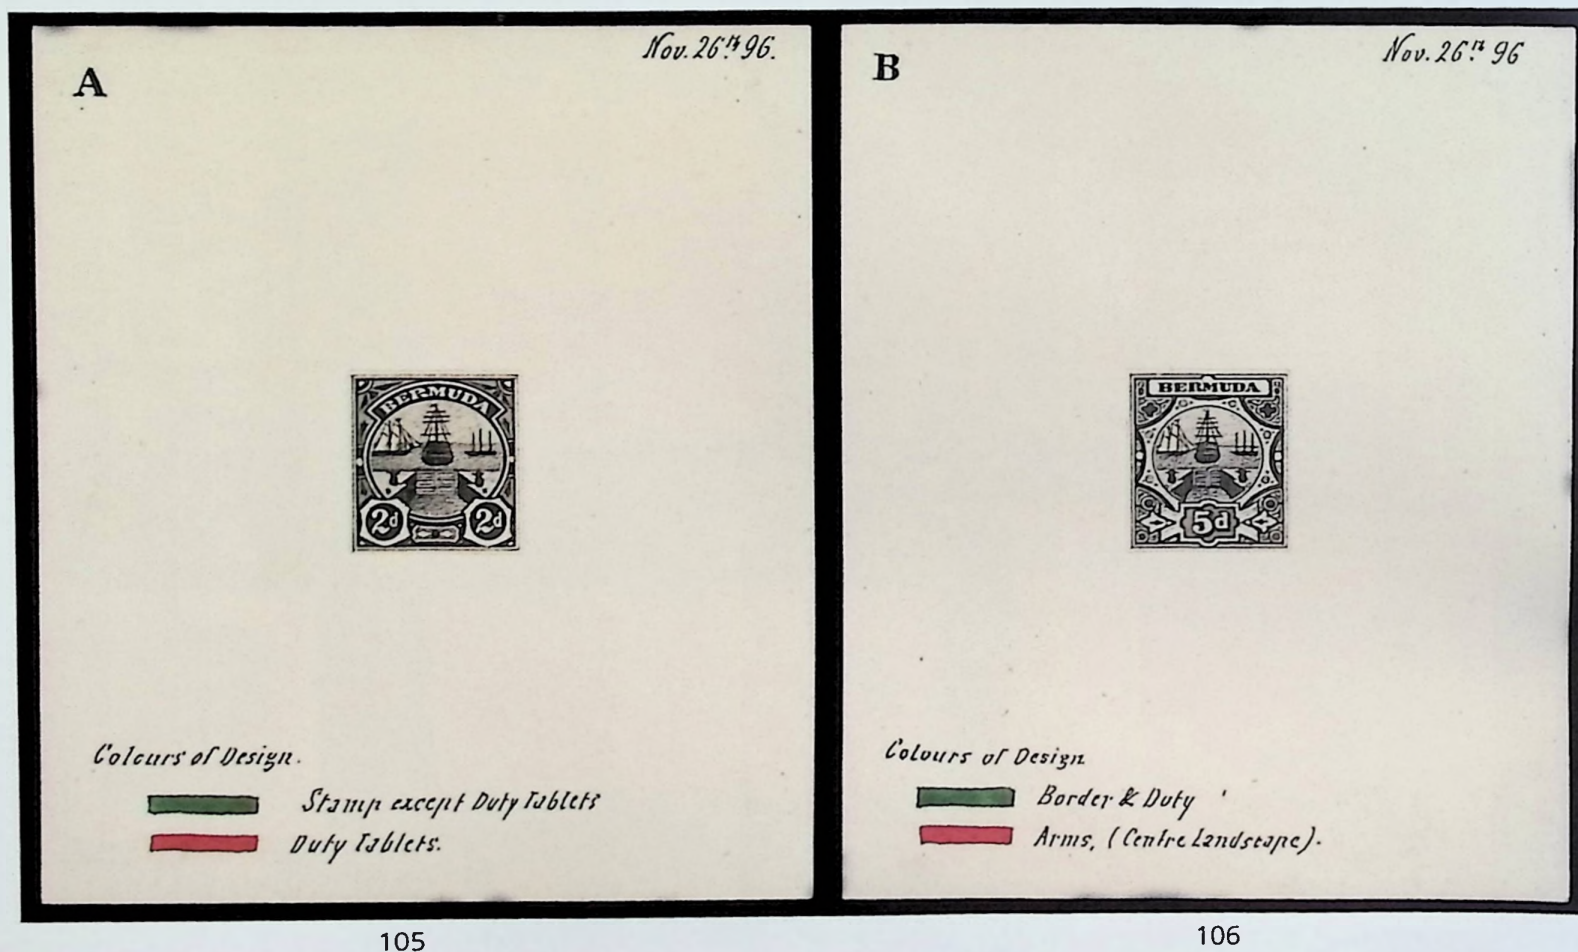 Nov. 26th 96.
A
BERMUDA
2d 2d
Colours of Design.
Stamp except Duty Tablets
Duty Tablets.
105
Nov. 26th 96
B
BERMUDA
5d
Colours of Design
Border & Duty
Arms, (Centre Landscape).
106